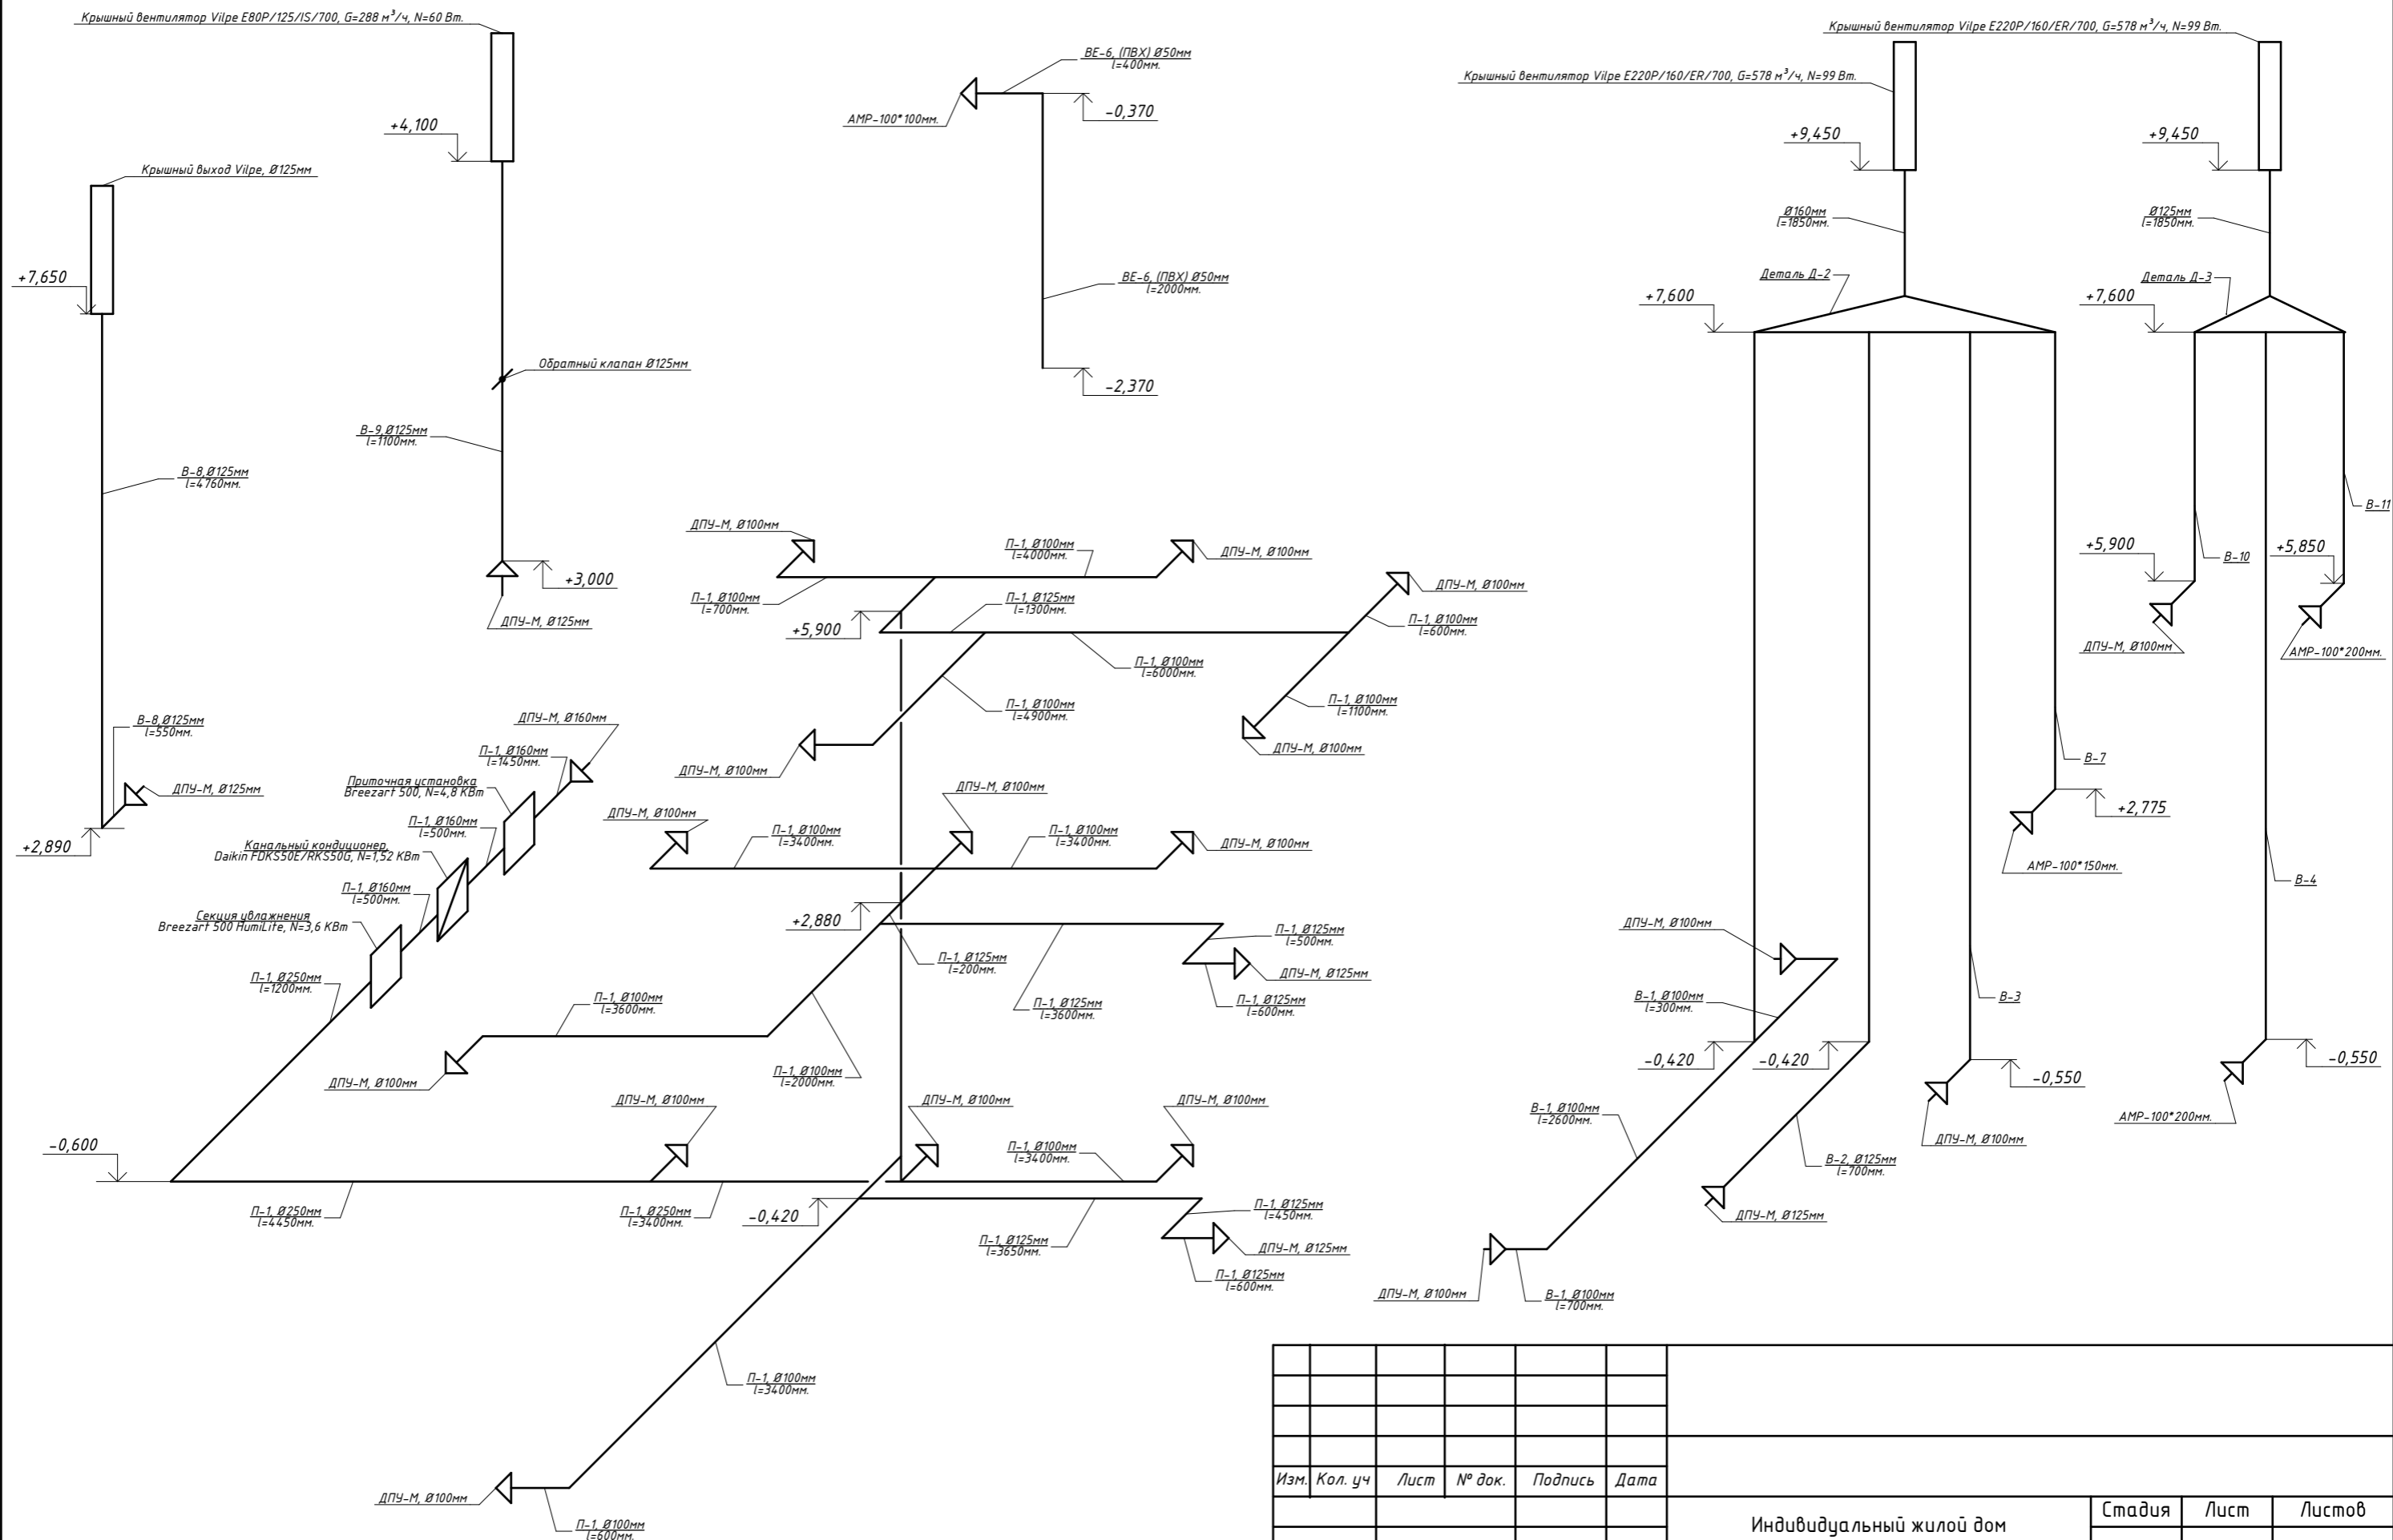 Крышный вентилятор Vilpe E80P/125/IS/700, G=288 м³/ч, N=60 Вт.
+4,100
Крышный выход Vilpe, Ø125мм
+7,650
Обратный клапан Ø125мм
В-9,Ø125мм
l=1100мм.
В-8,Ø125мм
l=4760мм.
+3,000
ДПУ-М, Ø125мм
В-8,Ø125мм
l=550мм.
ДПУ-М, Ø125мм
+2,890
ВЕ-6, (ПВХ) Ø50мм
l=400мм.
АМР-100*100мм.
-0,370
ВЕ-6, (ПВХ) Ø50мм
l=2000мм.
-2,370
Крышный вентилятор Vilpe E220P/160/ER/700, G=578 м³/ч, N=99 Вт.
Крышный вентилятор Vilpe E220P/160/ER/700, G=578 м³/ч, N=99 Вт.
+9,450
+9,450
Ø160мм
l=1850мм.
Ø125мм
l=1850мм.
Деталь Д-2
Деталь Д-3
+7,600
+7,600
В-11
+5,900
В-10
+5,850
ДПУ-М, Ø100мм
АМР-100*200мм.
В-7
+2,775
АМР-100*150мм.
В-4
ДПУ-М, Ø100мм
В-1, Ø100мм
l=300мм.
В-3
-0,420
-0,420
-0,550
-0,550
В-1, Ø100мм
l=2600мм.
ДПУ-М, Ø100мм
АМР-100*200мм.
В-2, Ø125мм
l=700мм.
ДПУ-М, Ø125мм
ДПУ-М, Ø100мм
В-1, Ø100мм
l=700мм.
ДПУ-М, Ø100мм
П-1, Ø100мм
l=4000мм.
ДПУ-М, Ø100мм
П-1, Ø100мм
l=700мм.
П-1, Ø125мм
l=1300мм.
ДПУ-М, Ø100мм
+5,900
П-1, Ø100мм
l=600мм.
П-1, Ø100мм
l=6000мм.
П-1, Ø100мм
l=4900мм.
П-1, Ø100мм
l=1100мм.
ДПУ-М, Ø100мм
ДПУ-М, Ø100мм
ДПУ-М, Ø160мм
П-1, Ø160мм
l=1450мм.
Приточная установка
Breezart 500, N=4,8 КВт
П-1, Ø160мм
l=500мм.
Канальный кондиционер
Daikin FDKS50E/RKS50G, N=1,52 КВт
П-1, Ø160мм
l=500мм.
Секция увлажнения
Breezart 500 HumiLite, N=3,6 КВт
П-1, Ø250мм
l=1200мм.
ДПУ-М, Ø100мм
ДПУ-М, Ø100мм
П-1, Ø100мм
l=3400мм.
П-1, Ø100мм
l=3400мм.
ДПУ-М, Ø100мм
+2,880
П-1, Ø125мм
l=200мм.
П-1, Ø125мм
l=500мм.
ДПУ-М, Ø125мм
П-1, Ø100мм
l=3600мм.
П-1, Ø125мм
l=3600мм.
П-1, Ø125мм
l=600мм.
ДПУ-М, Ø100мм
П-1, Ø100мм
l=2000мм.
ДПУ-М, Ø100мм
ДПУ-М, Ø100мм
ДПУ-М, Ø100мм
-0,600
П-1, Ø100мм
l=3400мм.
П-1, Ø250мм
l=4450мм.
П-1, Ø250мм
l=3400мм.
-0,420
П-1, Ø125мм
l=450мм.
П-1, Ø125мм
l=3650мм.
ДПУ-М, Ø125мм
П-1, Ø125мм
l=600мм.
П-1, Ø100мм
l=3400мм.
ДПУ-М, Ø100мм
П-1, Ø100мм
l=600мм.
Изм. Кол. уч Лист № док. Подпись Дата
Индивидуальный жилой дом Стадия Лист Листов